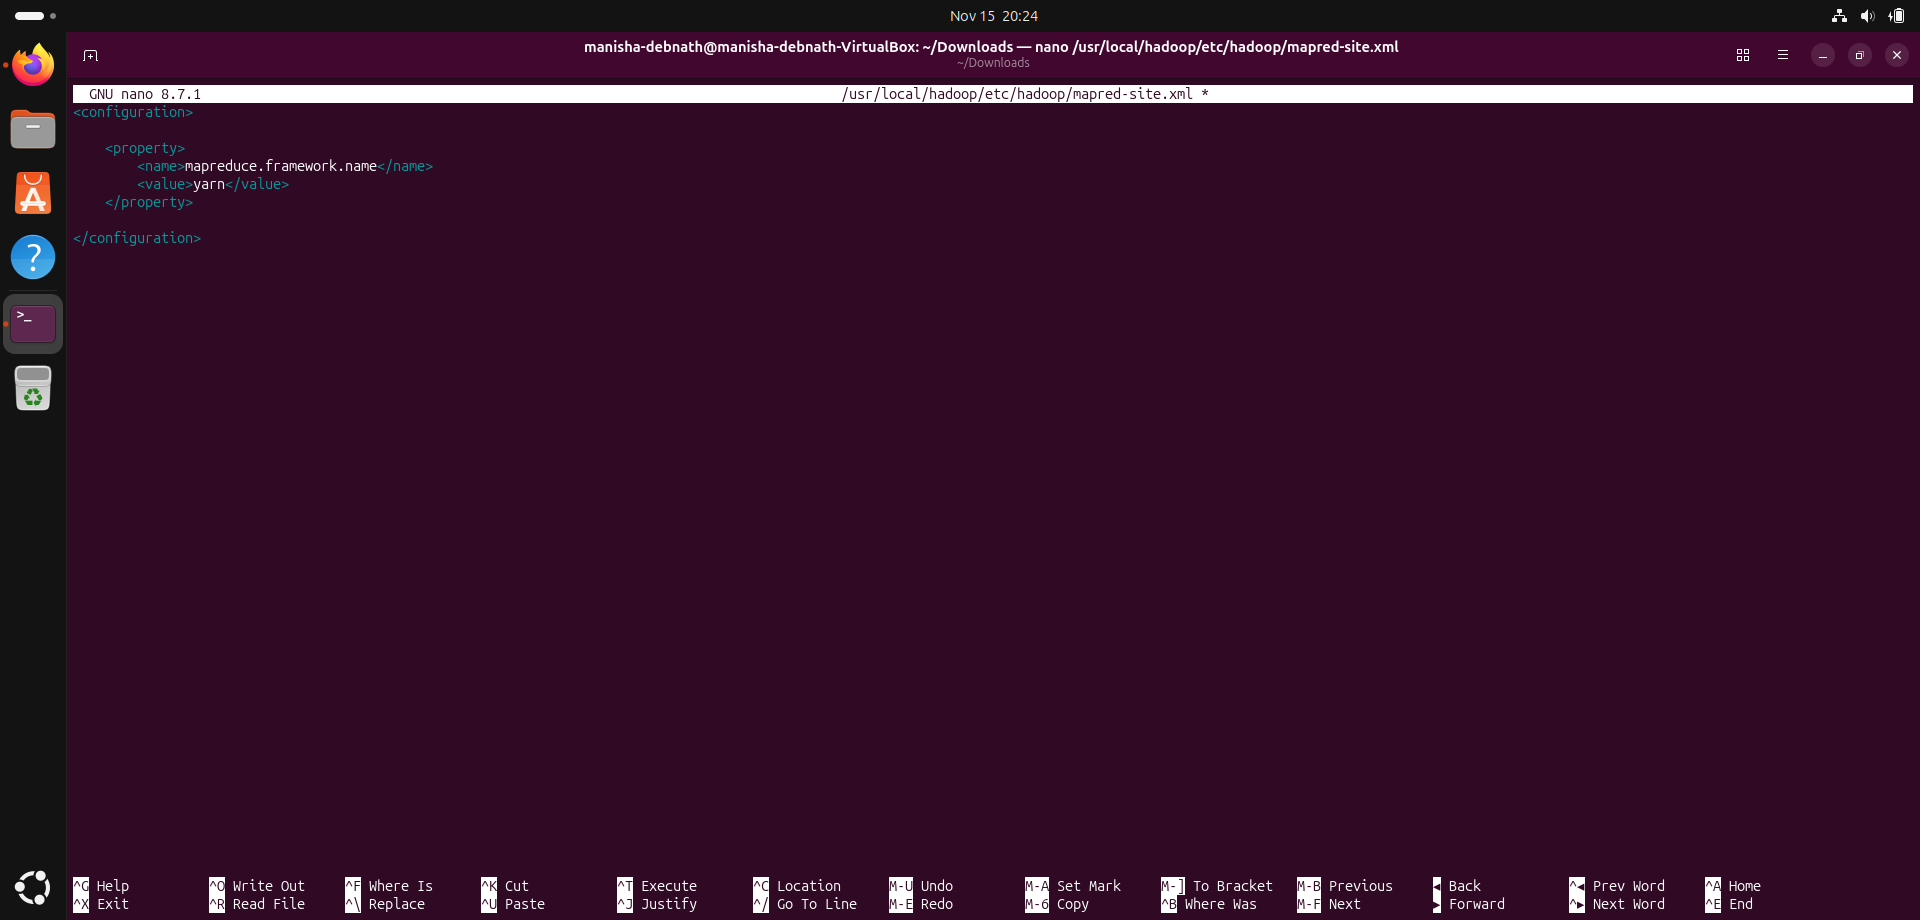 Nov 15 20:24
manisha-debnath@manisha-debnath-VirtualBox: ~/Downloads — nano /usr/local/hadoop/etc/hadoop/mapred-site.xml
~/Downloads
GNU nano 8.7.1 /usr/local/hadoop/etc/hadoop/mapred-site.xml *
<configuration>
<property>
<name>mapreduce.framework.name</name>
<value>yarn</value>
</property>
</configuration>
^G Help ^O Write Out ^F Where Is ^K Cut ^T Execute ^C Location M-U Undo M-A Set Mark M-] To Bracket M-B Previous ◂ Back ^◂ Prev Word ^A Home
^X Exit ^R Read File ^\ Replace ^U Paste ^J Justify ^/ Go To Line M-E Redo M-6 Copy ^B Where Was M-F Next ▸ Forward ^▸ Next Word ^E End